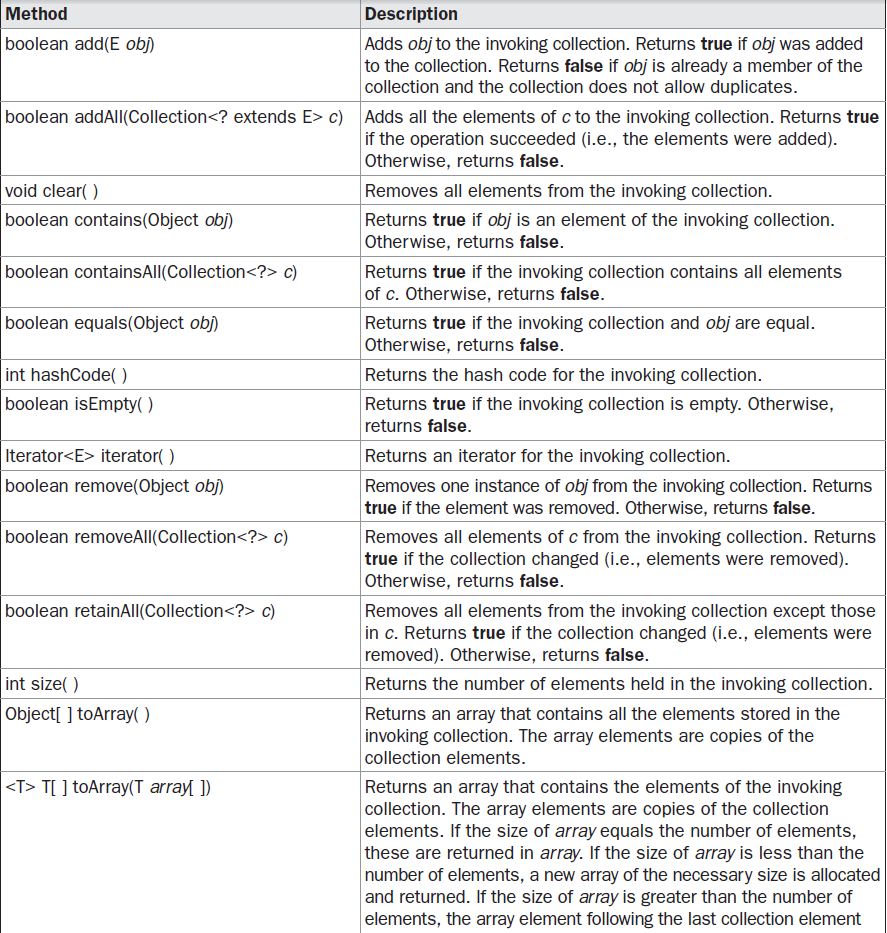 Method Description
boolean add(E obj) Adds obj to the invoking collection. Returns true if obj was added
to the collection. Returns false if obj is already a member of the
collection and the collection does not allow duplicates.
boolean addAll(Collection<? extends E> c) Adds all the elements of c to the invoking collection. Returns true
if the operation succeeded (i.e., the elements were added).
Otherwise, returns false.
void clear( ) Removes all elements from the invoking collection.
boolean contains(Object obj) Returns true if obj is an element of the invoking collection.
Otherwise, returns false.
boolean containsAll(Collection<?> c) Returns true if the invoking collection contains all elements
of c. Otherwise, returns false.
boolean equals(Object obj) Returns true if the invoking collection and obj are equal.
Otherwise, returns false.
int hashCode( ) Returns the hash code for the invoking collection.
boolean isEmpty( ) Returns true if the invoking collection is empty. Otherwise,
returns false.
Iterator<E> iterator( ) Returns an iterator for the invoking collection.
boolean remove(Object obj) Removes one instance of obj from the invoking collection. Returns
true if the element was removed. Otherwise, returns false.
boolean removeAll(Collection<?> c) Removes all elements of c from the invoking collection. Returns
true if the collection changed (i.e., elements were removed).
Otherwise, returns false.
boolean retainAll(Collection<?> c) Removes all elements from the invoking collection except those
in c. Returns true if the collection changed (i.e., elements were
removed). Otherwise, returns false.
int size( ) Returns the number of elements held in the invoking collection.
Object[ ] toArray( ) Returns an array that contains all the elements stored in the
invoking collection. The array elements are copies of the
collection elements.
<T> T[ ] toArray(T array[ ]) Returns an array that contains the elements of the invoking
collection. The array elements are copies of the collection
elements. If the size of array equals the number of elements,
these are returned in array. If the size of array is less than the
number of elements, a new array of the necessary size is allocated
and returned. If the size of array is greater than the number of
elements, the array element following the last collection element